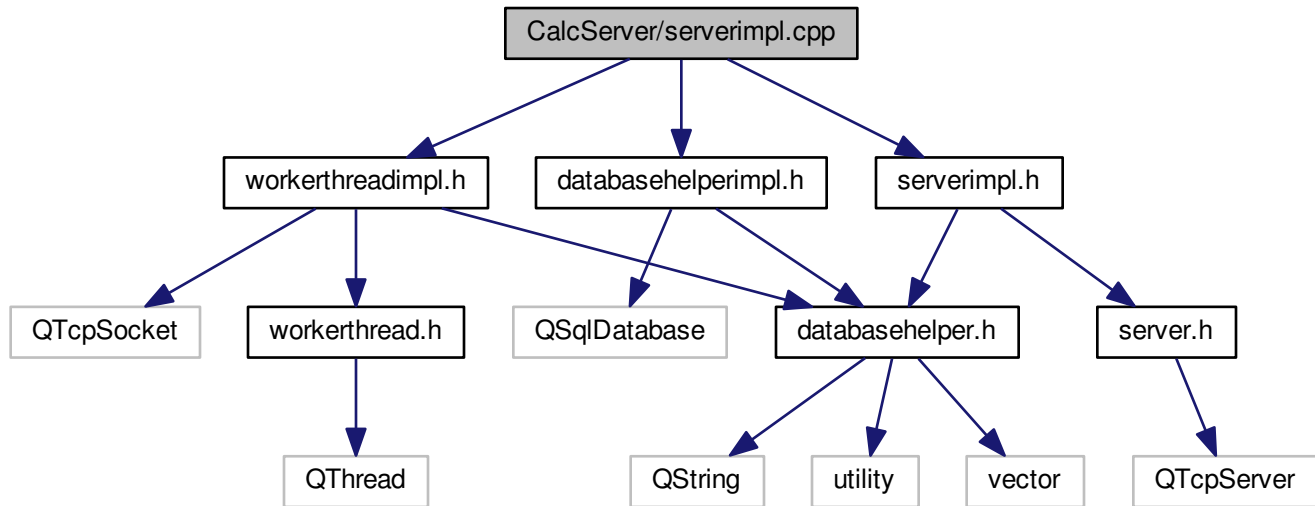 CalcServer/serverimpl.cpp
workerthreadimpl.h
databasehelperimpl.h
serverimpl.h
QTcpSocket
workerthread.h
QSqlDatabase
databasehelper.h
server.h
QThread
QString
utility
vector
QTcpServer